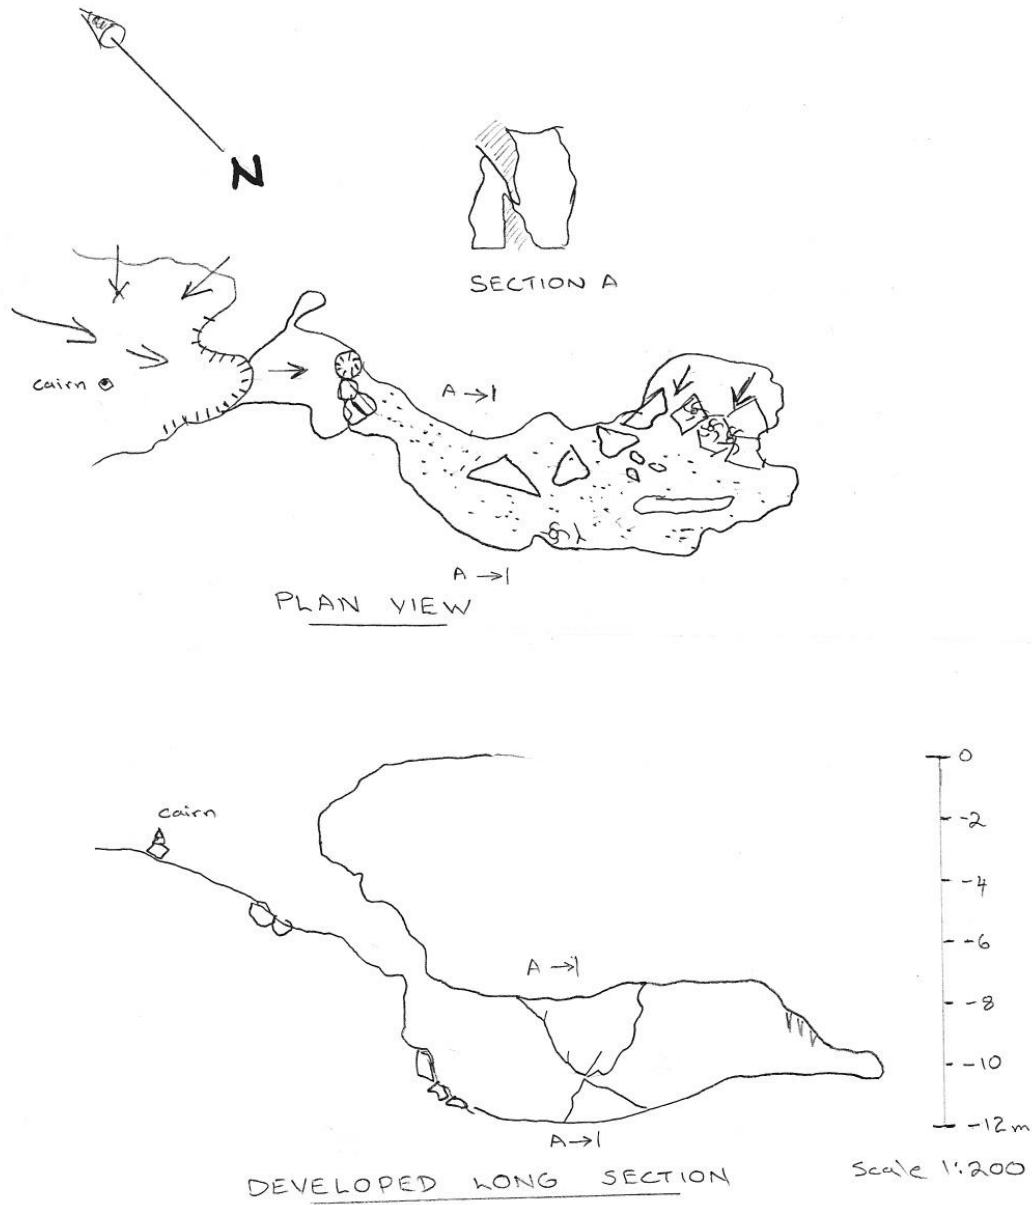 N
SECTION A
cairn
A →|
A →|
PLAN VIEW
cairn
A →|
A →|
DEVELOPED LONG SECTION
0
-2
-4
-6
-8
-10
-12 m
Scale 1:200